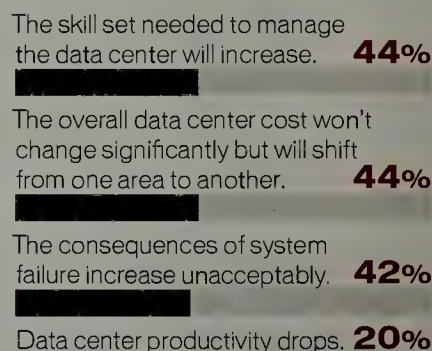 The skill set needed to manage
the data center will increase. 44%
The overall data center cost won't
change significantly but will shift
from one area to another. 44%
The consequences of system
failure increase unacceptably. 42%
Data center productivity drops. 20%